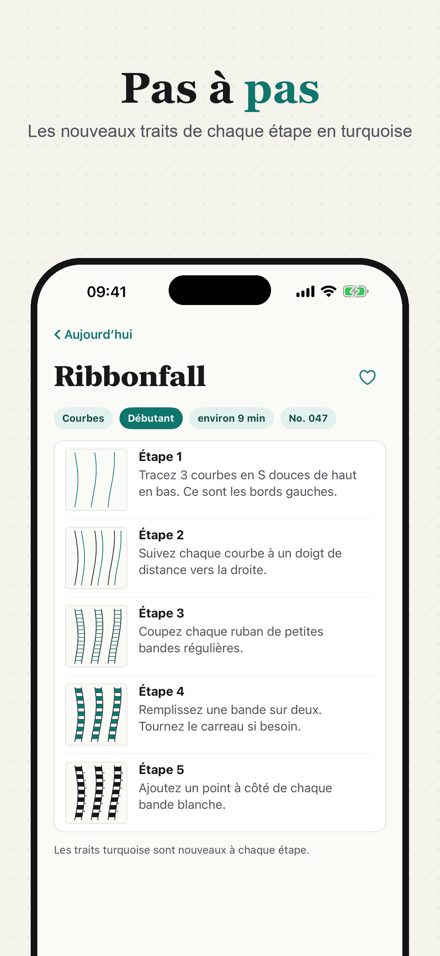 Pas à pas
Les nouveaux traits de chaque étape en turquoise
09:41
Aujourd’hui
Ribbonfall
Courbes
Débutant
environ 9 min
No. 047
Étape 1
Tracez 3 courbes en S douces de haut
en bas. Ce sont les bords gauches.
Étape 2
Suivez chaque courbe à un doigt de
distance vers la droite.
Étape 3
Coupez chaque ruban de petites
bandes régulières.
Étape 4
Remplissez une bande sur deux.
Tournez le carreau si besoin.
Étape 5
Ajoutez un point à côté de chaque
bande blanche.
Les traits turquoise sont nouveaux à chaque étape.